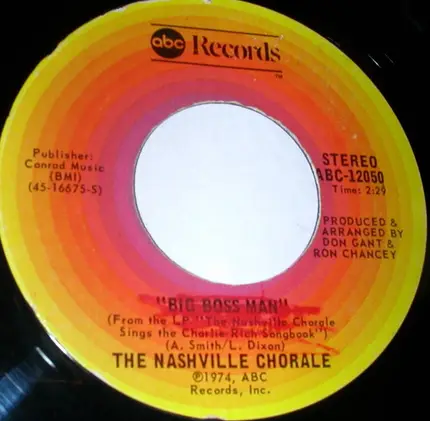 abc Records
TM
Publisher:
Conrad Music
(BMI)
(45-16675-S)
STEREO
ABC-12050
Time: 2:29
PRODUCED &
ARRANGED BY
DON GANT &
RON CHANCEY
"BIG BOSS MAN"
(From the LP "The Nashville Chorale
Sings the Charlie Rich Songbook")
(A. Smith/L. Dixon)
THE NASHVILLE CHORALE
℗1974, ABC
Records, Inc.